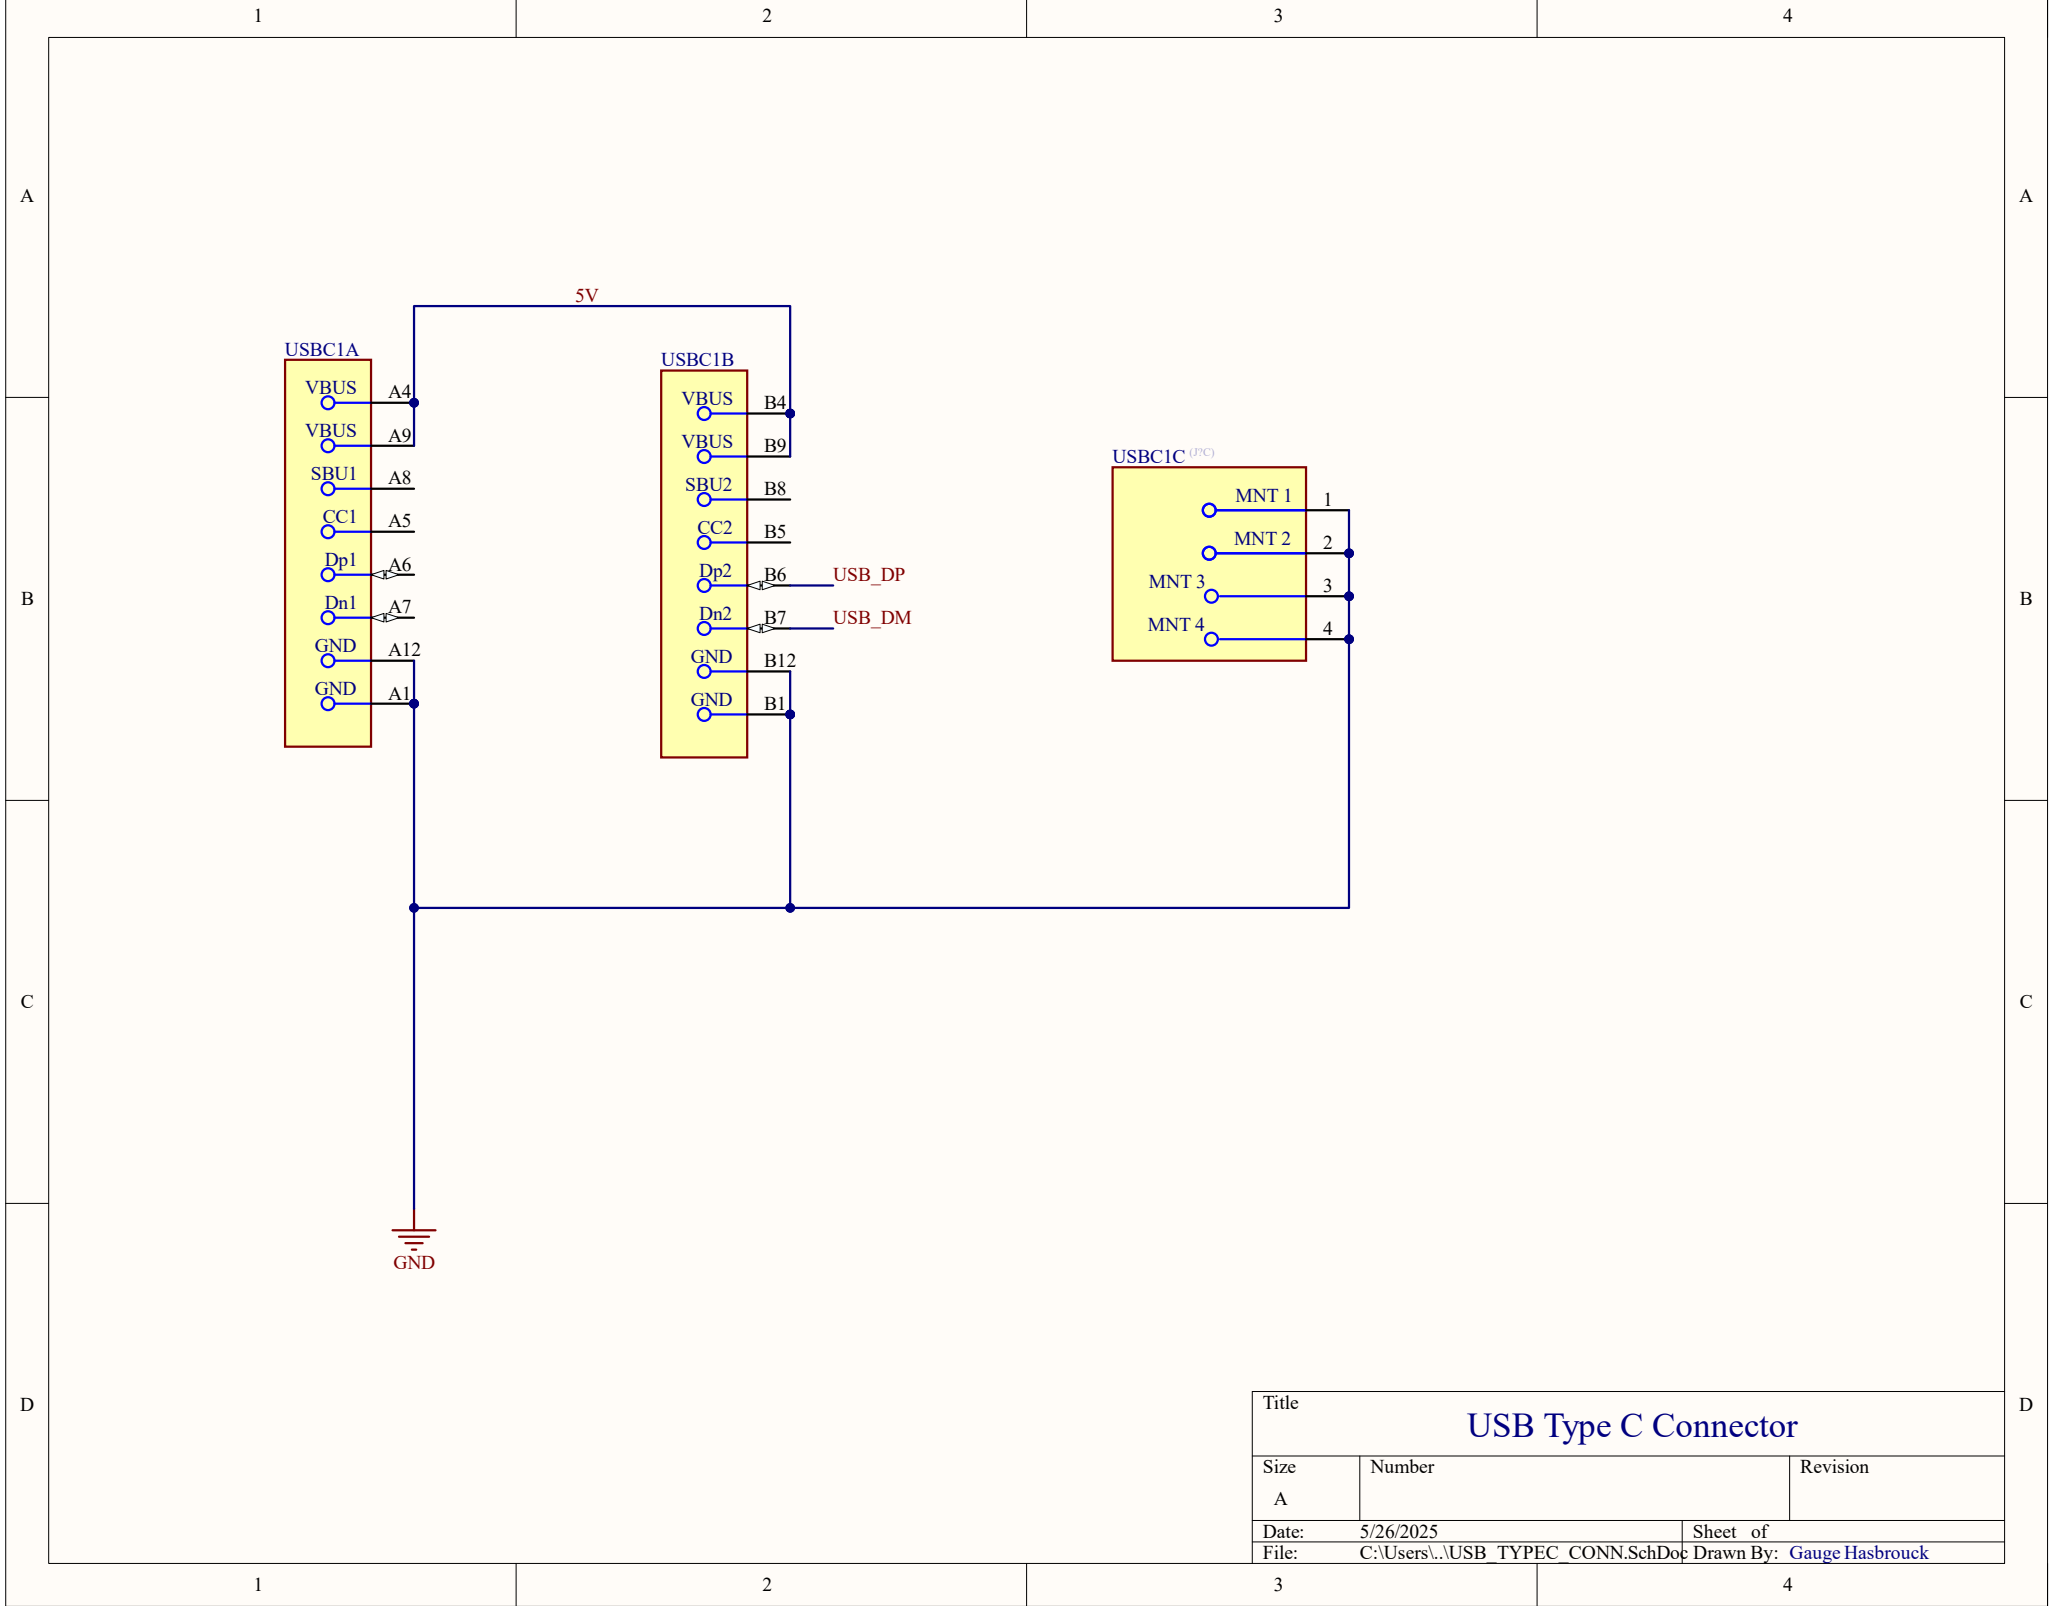 1 2 3 4
A A
5V
USBC1A
VBUS A4
VBUS A9
SBU1 A8
CC1 A5
Dp1 A6
Dn1 A7
GND A12
GND A1
USBC1B
VBUS B4
VBUS B9
SBU2 B8
CC2 B5
Dp2 B6 USB_DP
Dn2 B7 USB_DM
GND B12
GND B1
USBC1C (J?C)
MNT 1 1
MNT 2 2
MNT 3 3
MNT 4 4
B B
C C
GND
D D
Title
USB Type C Connector
Size Number Revision
A
Date: 5/26/2025 Sheet of
File: C:\Users\..\USB_TYPEC_CONN.SchDoc Drawn By: Gauge Hasbrouck
1 2 3 4